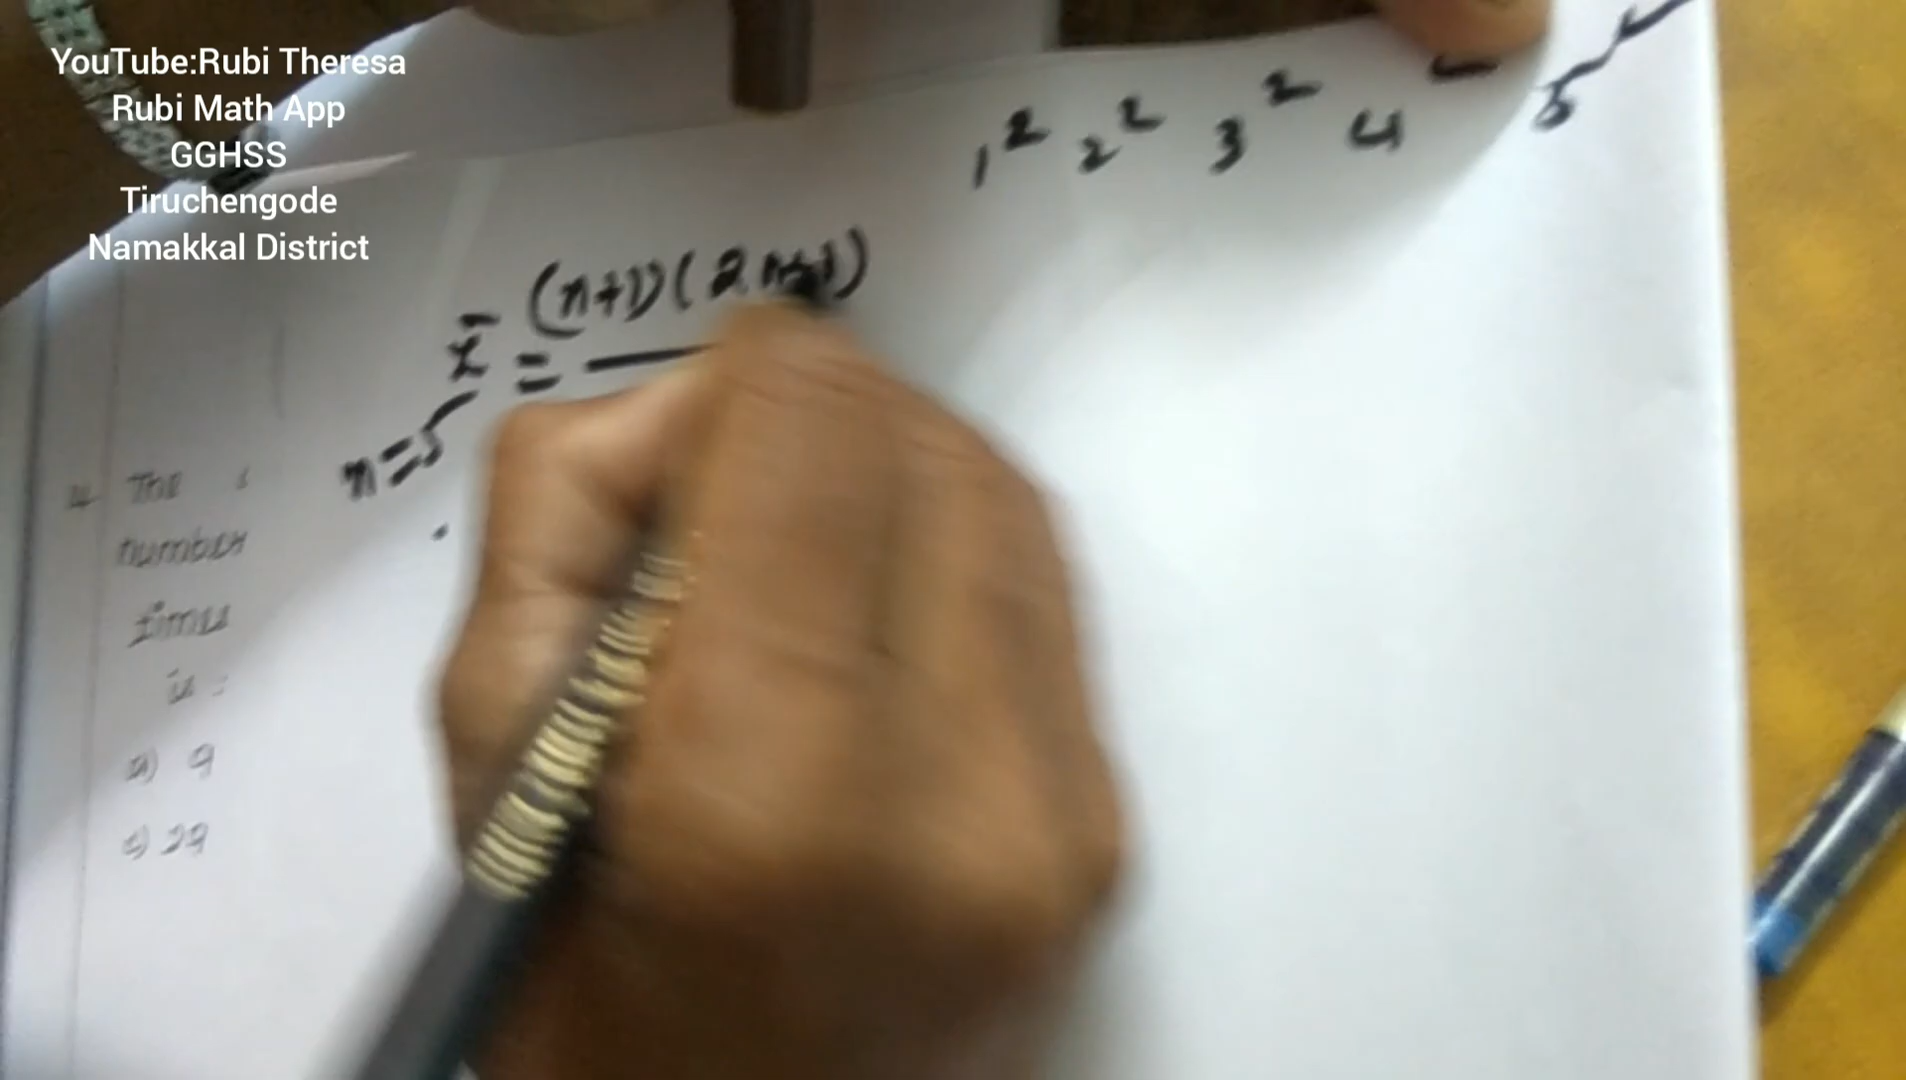 YouTube:Rubi Theresa
Rubi Math App
GGHSS
Tiruchengode
Namakkal District
1² 2² 3² 4 5
x̄ = (n+1)(2n+1)
n=5
The
number
is :
a) 9
c) 29